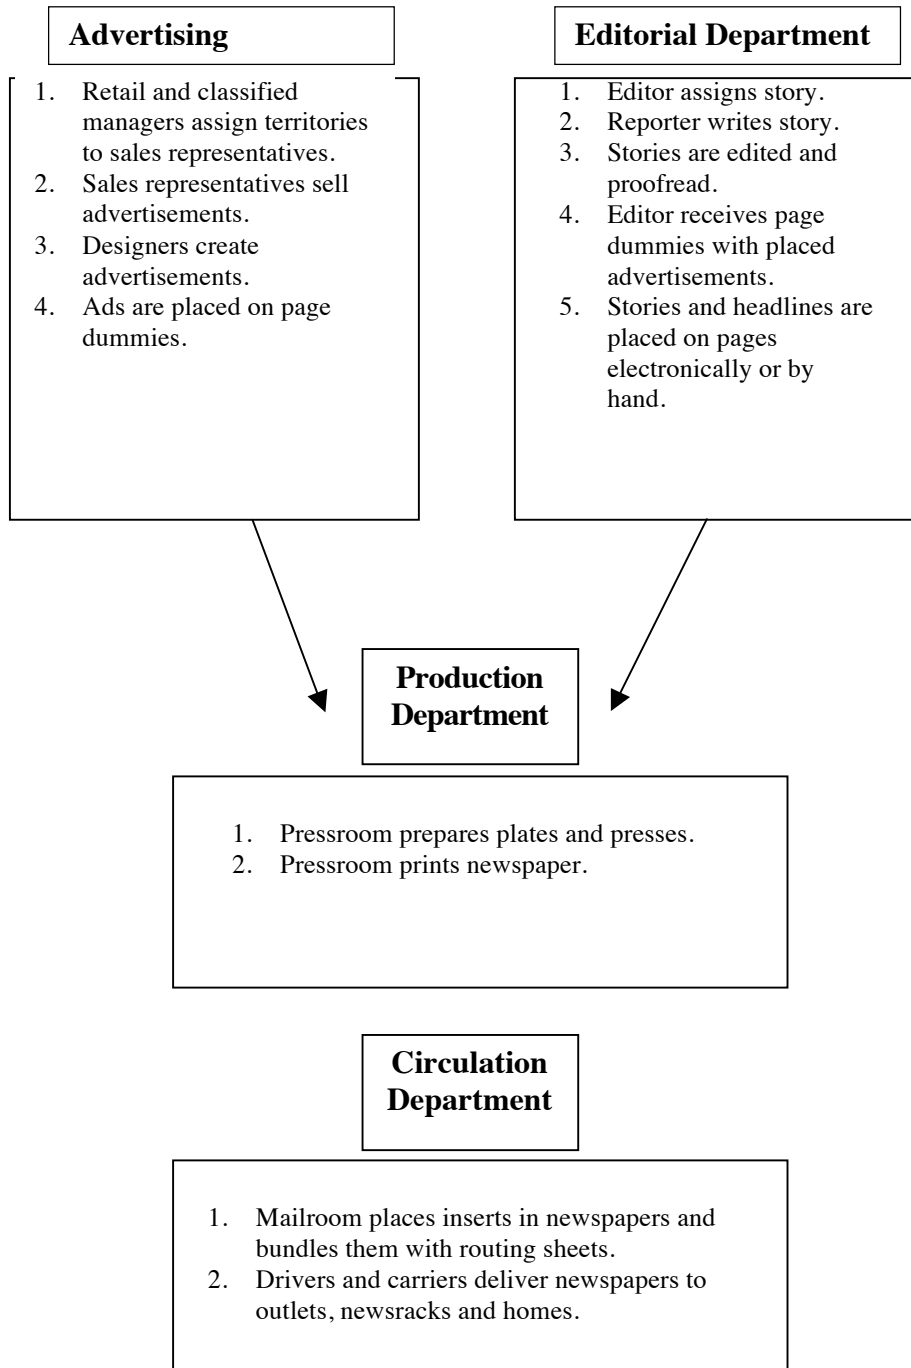 Advertising
1. Retail and classified
managers assign territories
to sales representatives.
2. Sales representatives sell
advertisements.
3. Designers create
advertisements.
4. Ads are placed on page
dummies.
Editorial Department
1. Editor assigns story.
2. Reporter writes story.
3. Stories are edited and
proofread.
4. Editor receives page
dummies with placed
advertisements.
5. Stories and headlines are
placed on pages
electronically or by
hand.
Production
Department
1. Pressroom prepares plates and presses.
2. Pressroom prints newspaper.
Circulation
Department
1. Mailroom places inserts in newspapers and
bundles them with routing sheets.
2. Drivers and carriers deliver newspapers to
outlets, newsracks and homes.